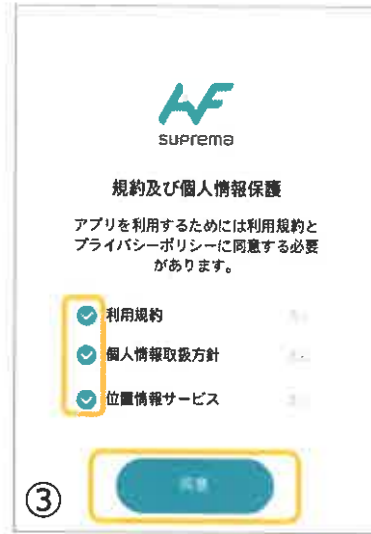 suprema
規約及び個人情報保護
アプリを利用するためには利用規約と
プライバシーポリシーに同意する必要
があります。
利用規約
個人情報取扱方針
位置情報サービス
同意
③